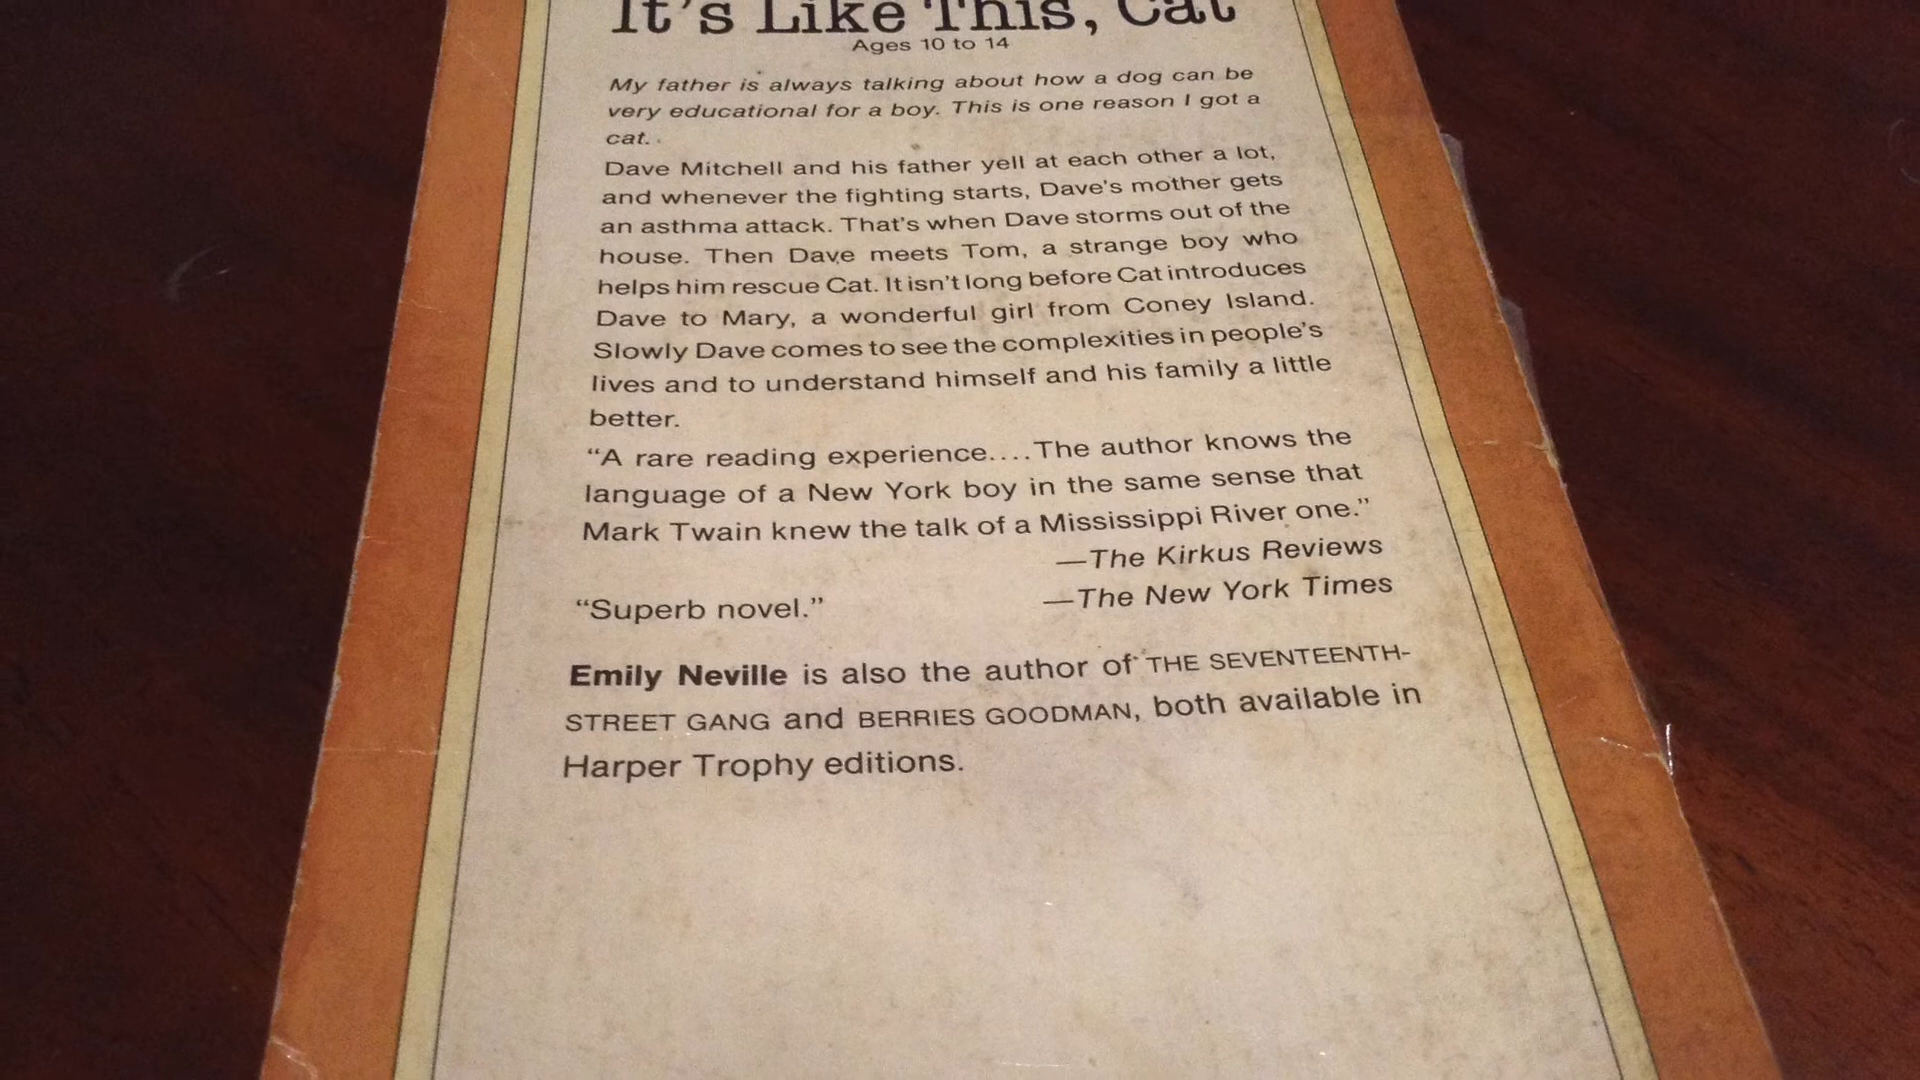 It's Like This, Cat
Ages 10 to 14
My father is always talking about how a dog can be
very educational for a boy. This is one reason I got a
cat.
Dave Mitchell and his father yell at each other a lot,
and whenever the fighting starts, Dave's mother gets
an asthma attack. That's when Dave storms out of the
house. Then Dave meets Tom, a strange boy who
helps him rescue Cat. It isn't long before Cat introduces
Dave to Mary, a wonderful girl from Coney Island.
Slowly Dave comes to see the complexities in people's
lives and to understand himself and his family a little
better.
“A rare reading experience....The author knows the
language of a New York boy in the same sense that
Mark Twain knew the talk of a Mississippi River one.”
—The Kirkus Reviews
“Superb novel.” —The New York Times
Emily Neville is also the author of THE SEVENTEENTH-
STREET GANG and BERRIES GOODMAN, both available in
Harper Trophy editions.